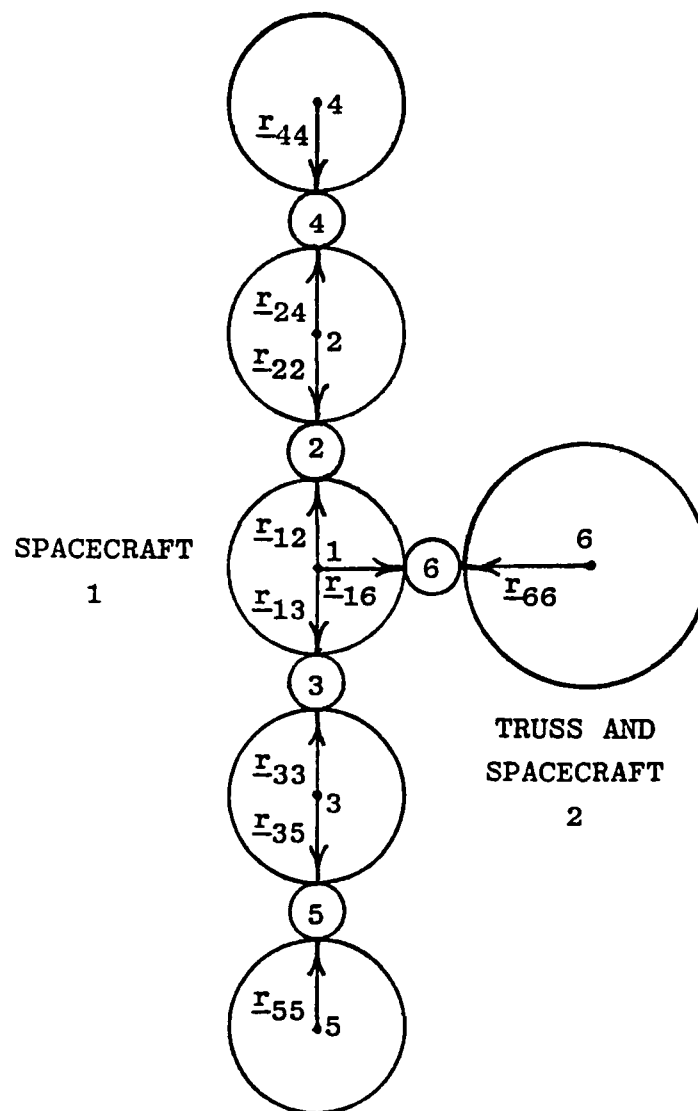 4
r44
4
r24
2
r22
2
r12
SPACECRAFT
1
1
r16
r13
6
6
r66
3
TRUSS AND
SPACECRAFT
2
r33
3
r35
5
r55
5